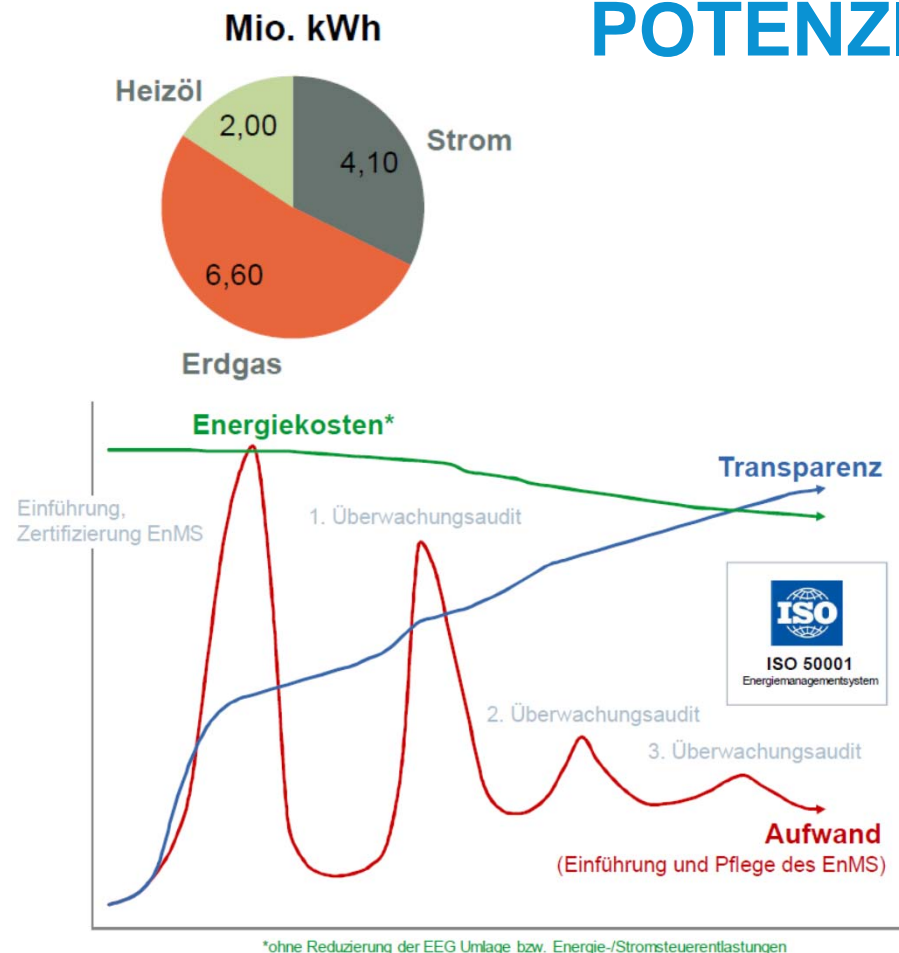 POTENZI
Mio. kWh
Heizöl
2,00
Strom
4,10
6,60
Erdgas
Energiekosten*
Transparenz
Einführung,
Zertifizierung EnMS
1. Überwachungsaudit
ISO
ISO 50001
Energiemanagementsystem
2. Überwachungsaudit
3. Überwachungsaudit
Aufwand
(Einführung und Pflege des EnMS)
*ohne Reduzierung der EEG Umlage bzw. Energie-/Stromsteuerentlastungen